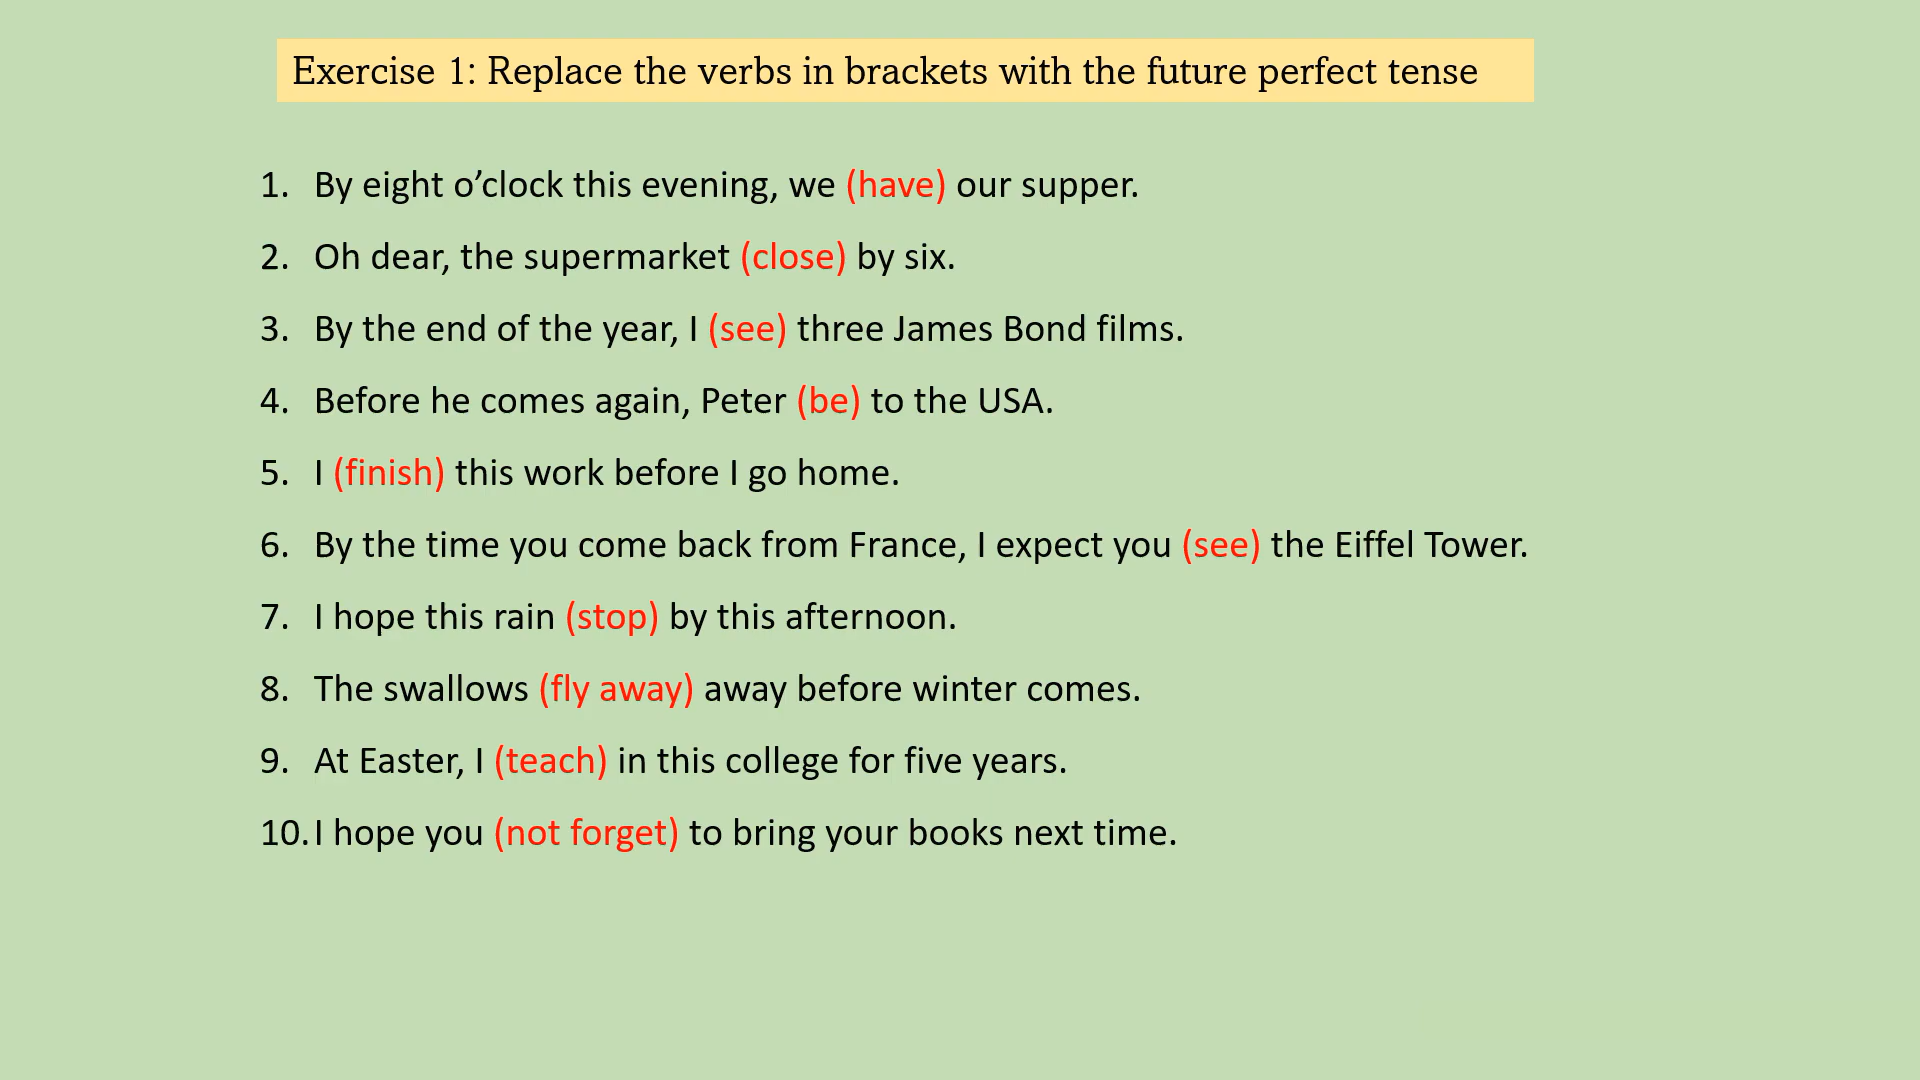 Exercise 1: Replace the verbs in brackets with the future perfect tense
1. By eight o’clock this evening, we (have) our supper.
2. Oh dear, the supermarket (close) by six.
3. By the end of the year, I (see) three James Bond films.
4. Before he comes again, Peter (be) to the USA.
5. I (finish) this work before I go home.
6. By the time you come back from France, I expect you (see) the Eiffel Tower.
7. I hope this rain (stop) by this afternoon.
8. The swallows (fly away) away before winter comes.
9. At Easter, I (teach) in this college for five years.
10. I hope you (not forget) to bring your books next time.